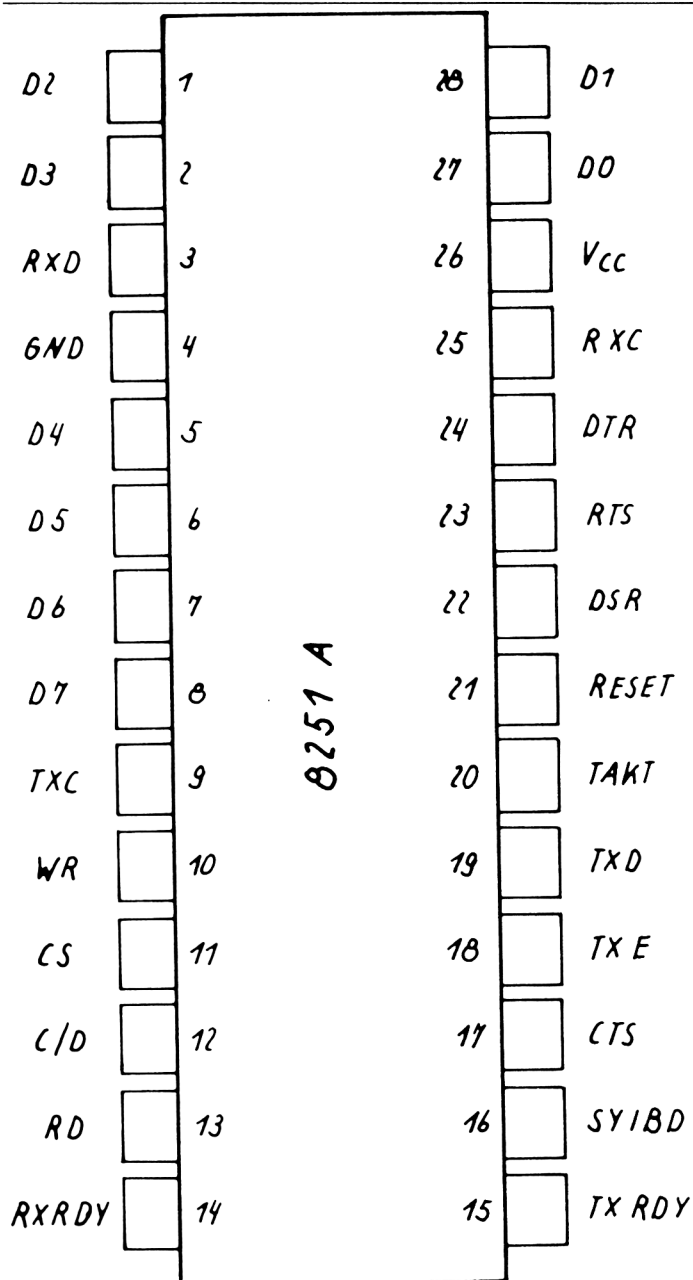 D2 1 28 D1
D3 2 27 D0
RXD 3 26 VCC
GND 4 25 RXC
D4 5 24 DTR
D5 6 23 RTS
D6 7 22 DSR
D7 8 21 RESET
8251 A
TXC 9 20 TAKT
WR 10 19 TXD
CS 11 18 TXE
C/D 12 17 CTS
RD 13 16 SY/BD
RXRDY 14 15 TX RDY